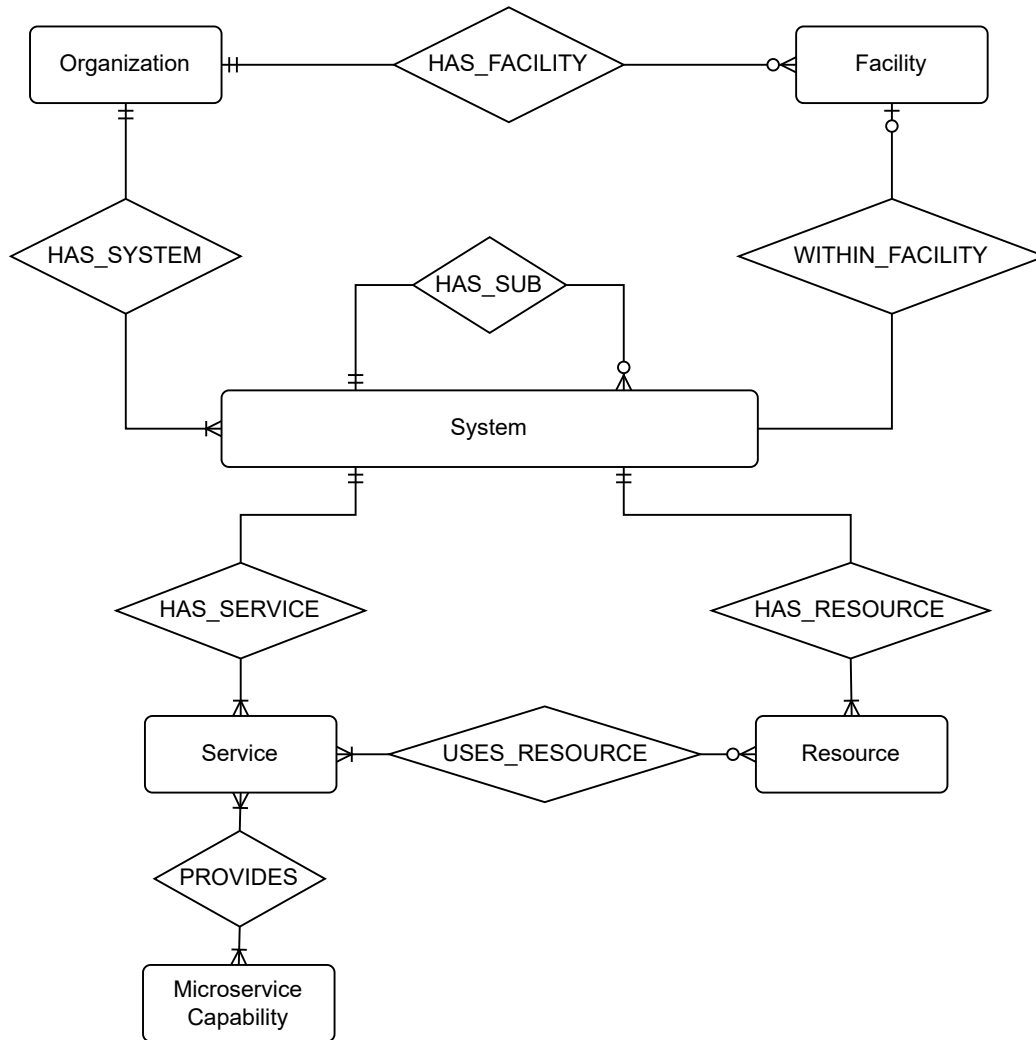 Organization
HAS_FACILITY
Facility
HAS_SYSTEM
HAS_SUB
WITHIN_FACILITY
System
HAS_SERVICE
HAS_RESOURCE
Service
USES_RESOURCE
Resource
PROVIDES
Microservice
Capability